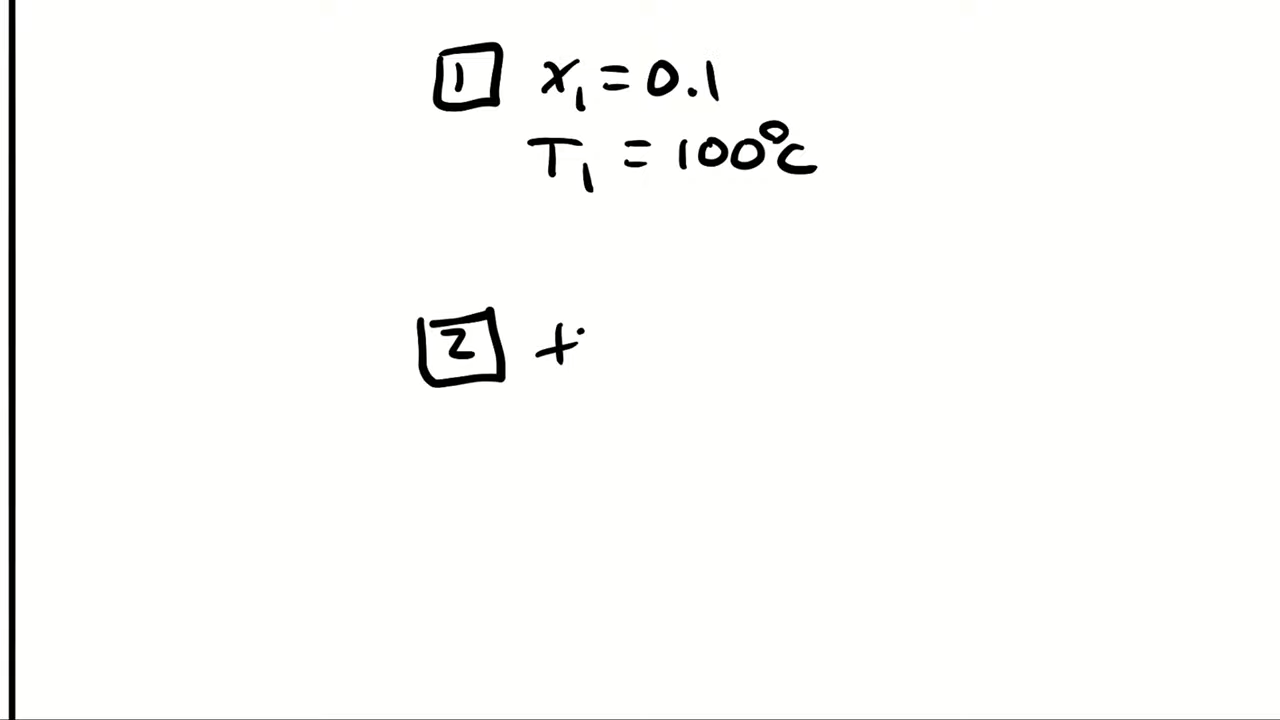 1 x₁ = 0.1
T₁ = 100°C
2 +